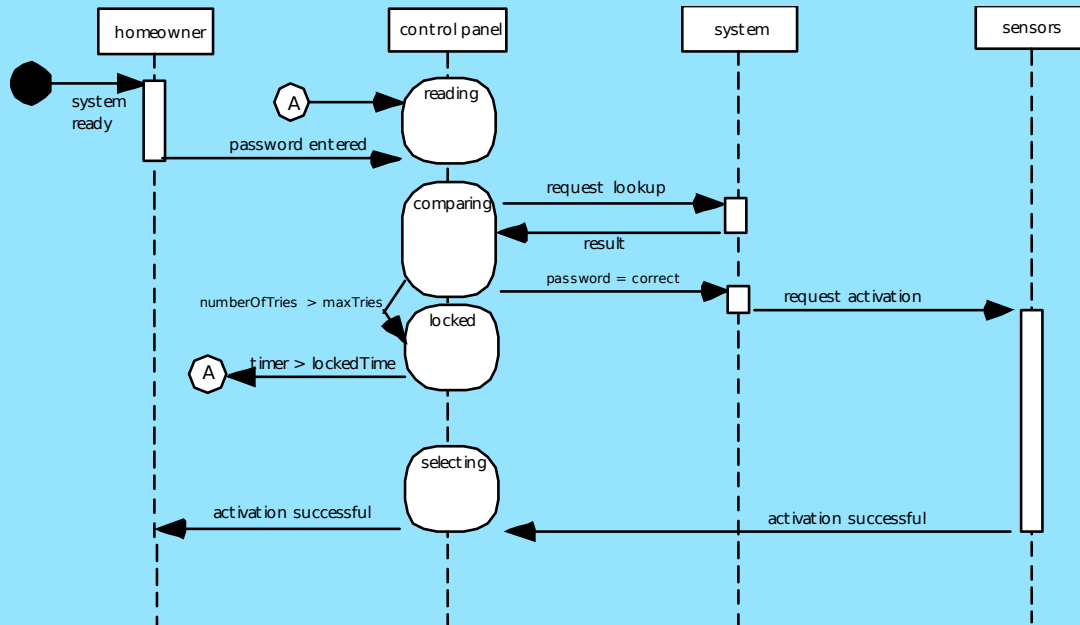 homeowner
control panel
system
sensors
system
ready
A
reading
password entered
comparing
request lookup
result
numberOfTries > maxTries
password = correct
request activation
locked
A
timer > lockedTime
selecting
activation successful
activation successful